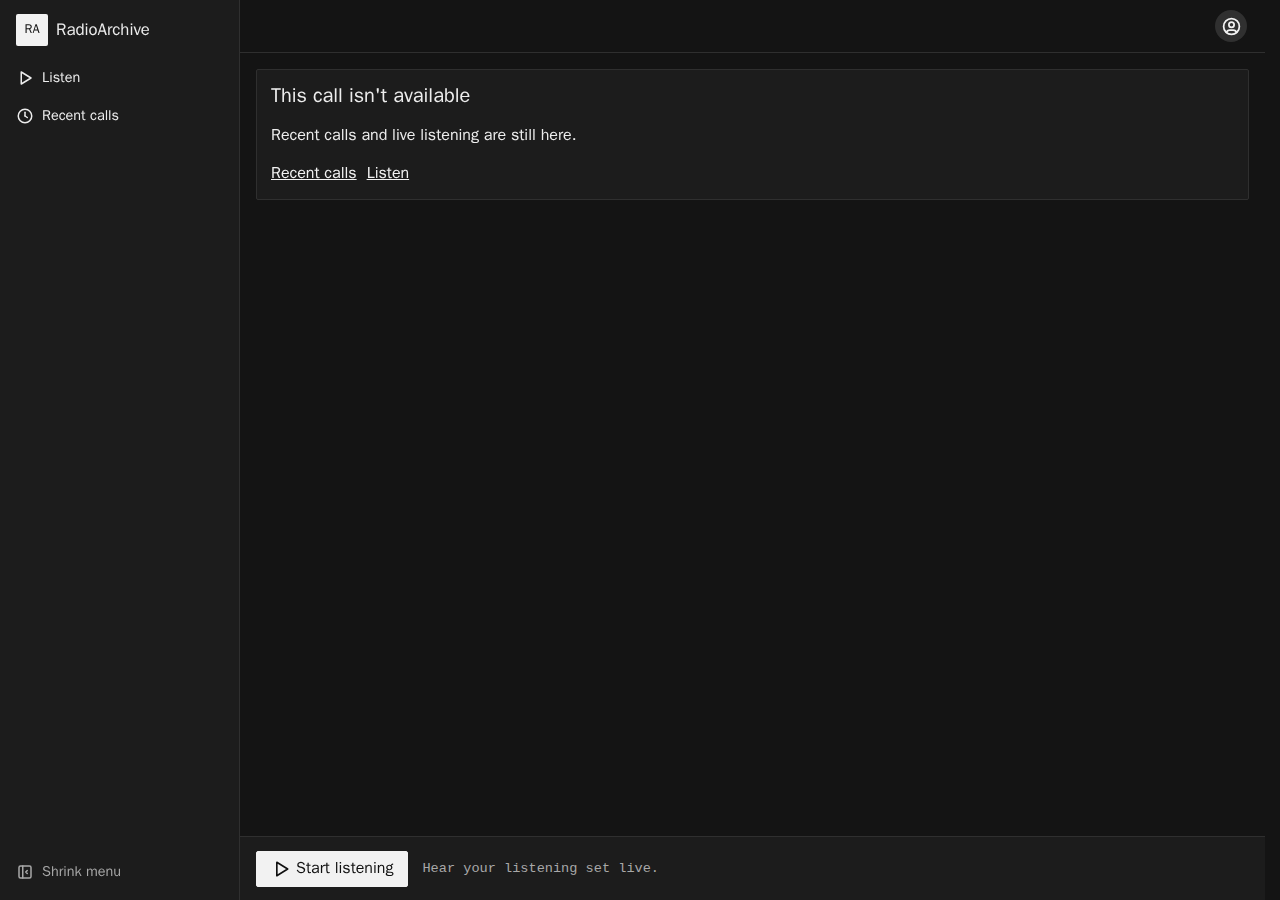 RA RadioArchive
Listen
Recent calls
This call isn't available
Recent calls and live listening are still here.
Recent calls Listen
Shrink menu
Start listening Hear your listening set live.